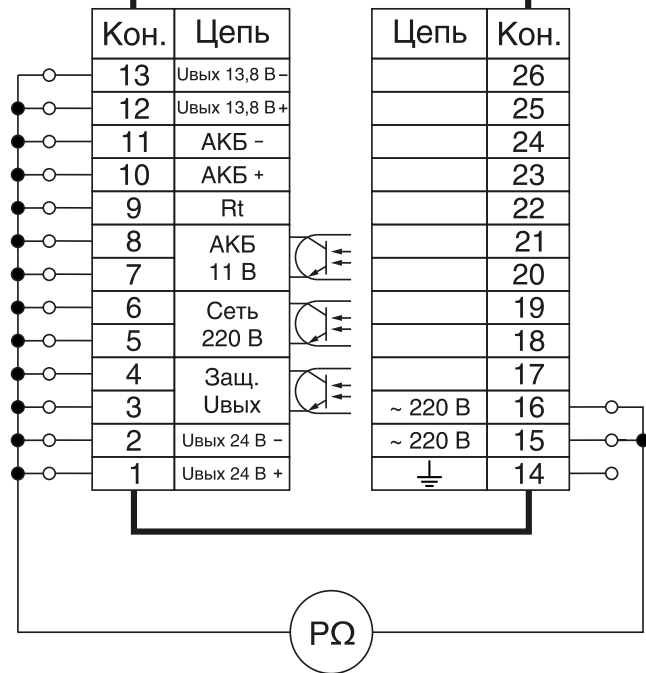 Кон. Цепь Цепь Кон.
13 Uвых 13,8 В – 26
12 Uвых 13,8 В + 25
11 АКБ – 24
10 АКБ + 23
9 Rt 22
8 АКБ 21
7 11 В 20
6 Сеть 19
5 220 В 18
4 Защ. 17
3 Uвых ~ 220 В 16
2 Uвых 24 В – ~ 220 В 15
1 Uвых 24 В + 14
PΩ